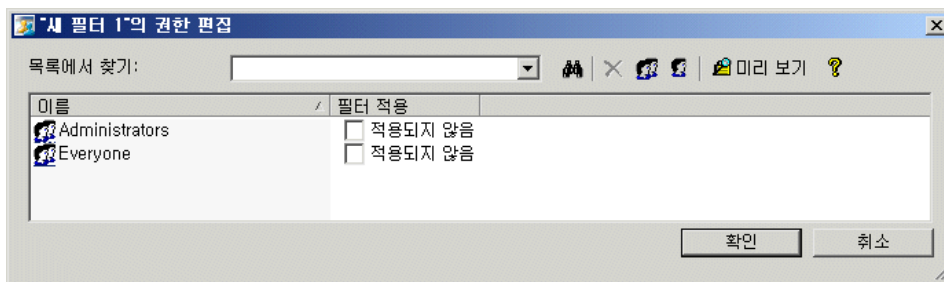 "새 필터 1"의 권한 편집
목록에서 찾기:
미리 보기
이름 필터 적용
Administrators 적용되지 않음
Everyone 적용되지 않음
확인 취소